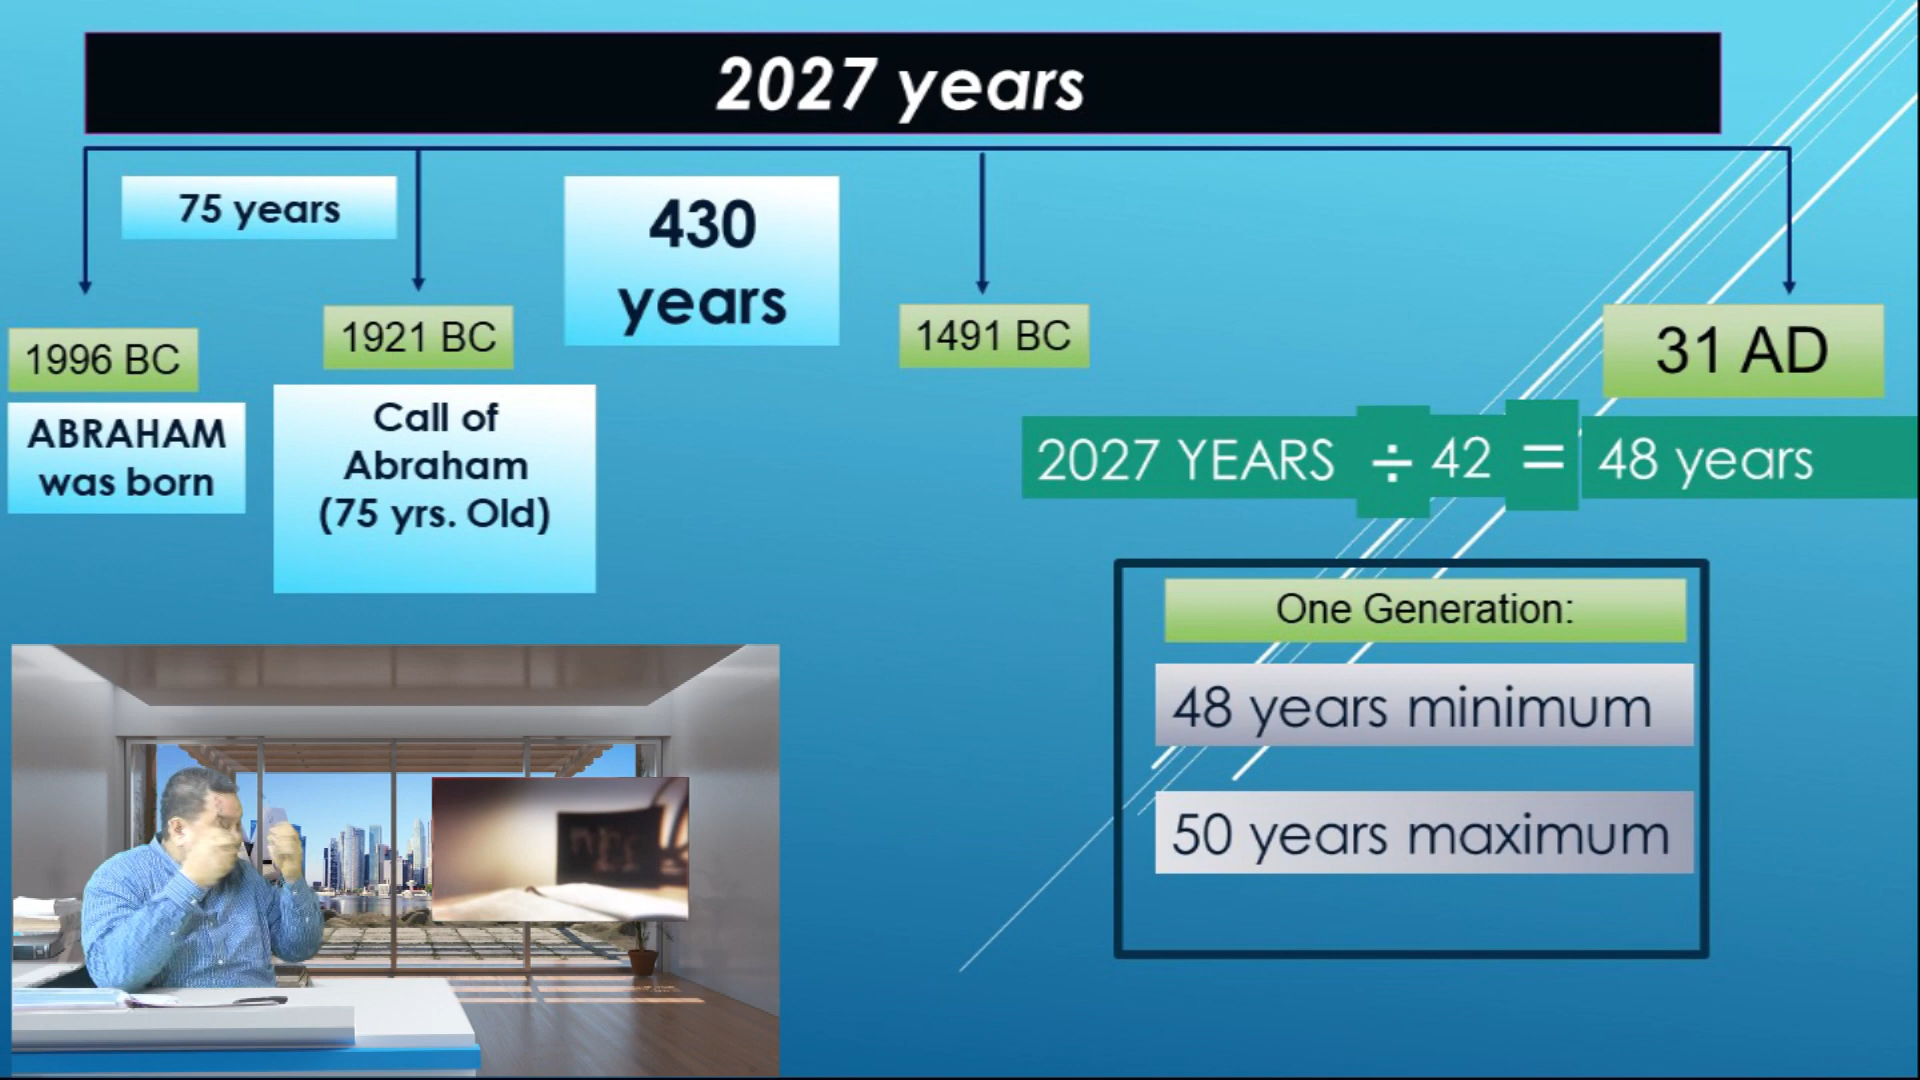 2027 years
75 years
430
years
1996 BC
1921 BC
1491 BC
31 AD
ABRAHAM
was born
Call of
Abraham
(75 yrs. Old)
2027 YEARS ÷ 42 = 48 years
One Generation:
48 years minimum
50 years maximum